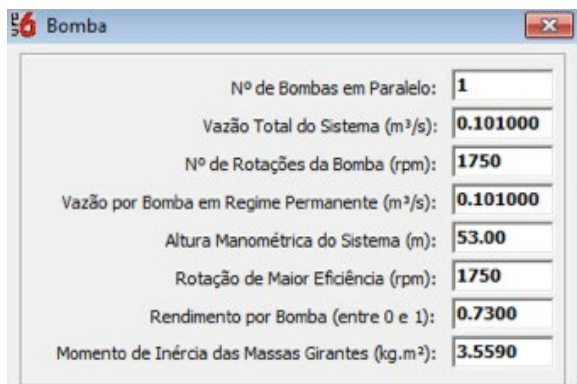 Bomba
Nº de Bombas em Paralelo: 1
Vazão Total do Sistema (m³/s): 0.101000
Nº de Rotações da Bomba (rpm): 1750
Vazão por Bomba em Regime Permanente (m³/s): 0.101000
Altura Manométrica do Sistema (m): 53.00
Rotação de Maior Eficiência (rpm): 1750
Rendimento por Bomba (entre 0 e 1): 0.7300
Momento de Inércia das Massas Girantes (kg.m²): 3.5590